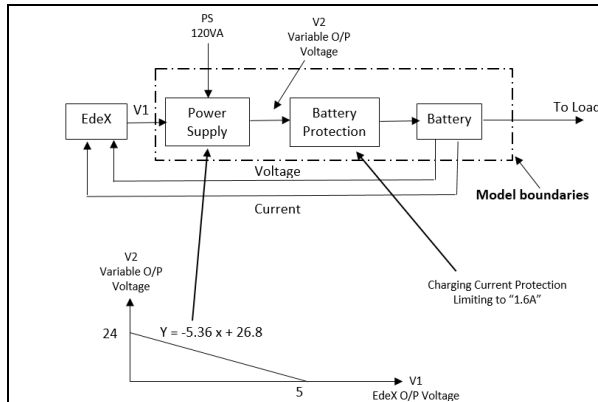 PS
120VA
V2
Variable O/P
Voltage
EdeX
V1
Power
Supply
Battery
Protection
Battery
To Load
Voltage
Current
Model boundaries
V2
Variable O/P
Voltage
Y = -5.36 x + 26.8
24
5
V1
EdeX O/P Voltage
Charging Current Protection
Limiting to “1.6A”